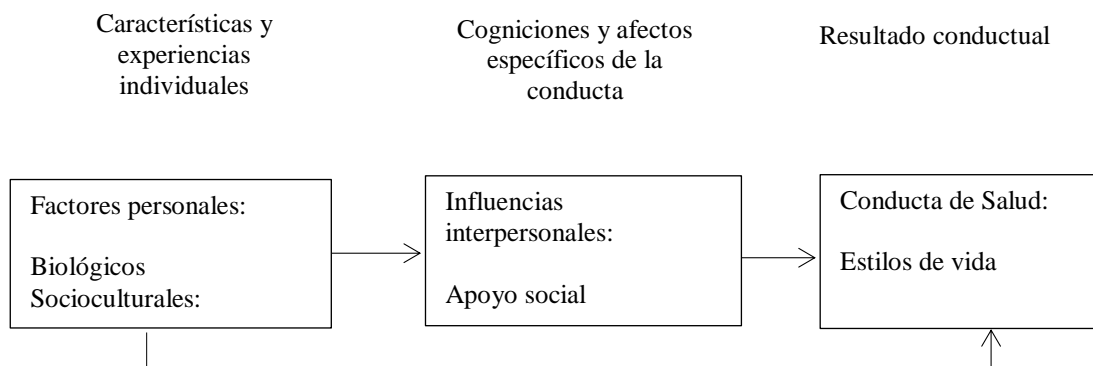 Características y
experiencias
individuales
Cogniciones y afectos
específicos de la
conducta
Resultado conductual
Factores personales:
Biológicos
Socioculturales:
Influencias
interpersonales:
Apoyo social
Conducta de Salud:
Estilos de vida